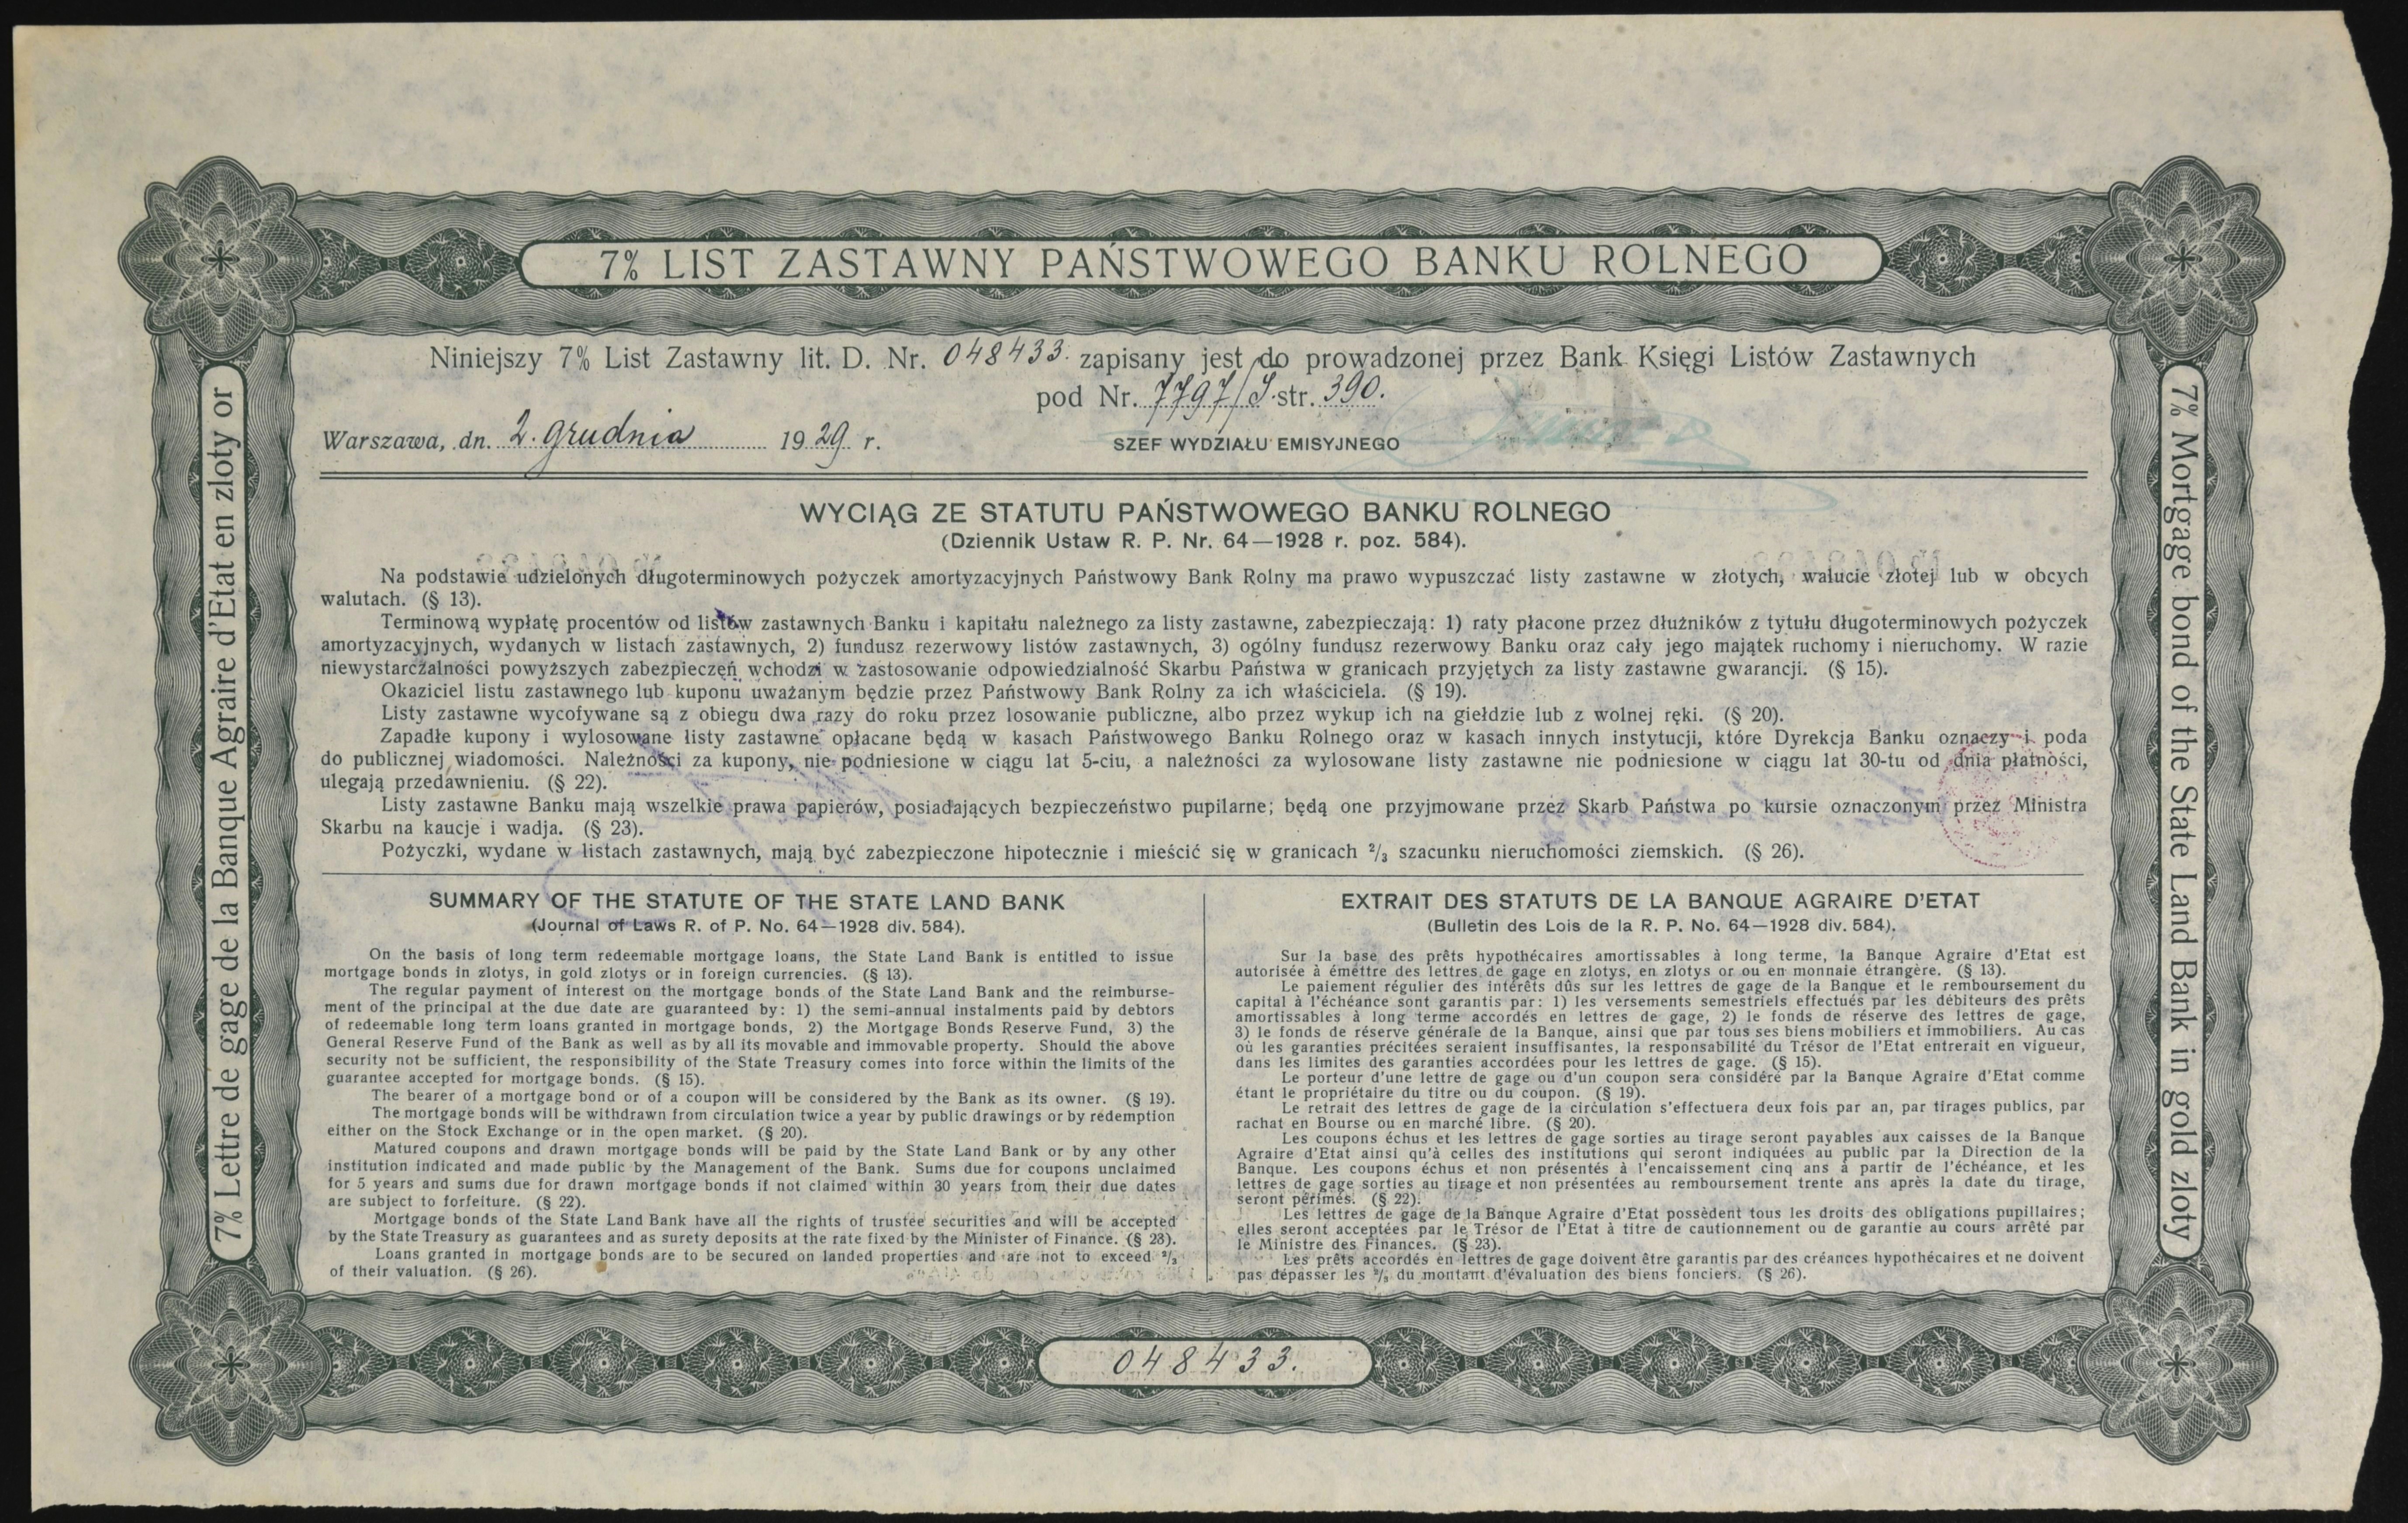 7% LIST ZASTAWNY PAŃSTWOWEGO BANKU ROLNEGO
7% Lettre de gage de la Banque Agraire d'Etat en zloty or
7% Mortgage bond of the State Land Bank in gold zloty
Niniejszy 7% List Zastawny lit. D. Nr. 048433. zapisany jest do prowadzonej przez Bank Księgi Listów Zastawnych
pod Nr. 7797/I str. 390.
Warszawa, dn. 2. grudnia 1929 r.
SZEF WYDZIAŁU EMISYJNEGO
WYCIĄG ZE STATUTU PAŃSTWOWEGO BANKU ROLNEGO
(Dziennik Ustaw R. P. Nr. 64—1928 r. poz. 584).
Na podstawie udzielonych długoterminowych pożyczek amortyzacyjnych Państwowy Bank Rolny ma prawo wypuszczać listy zastawne w złotych, walucie złotej lub w obcych
walutach. (§ 13).
Terminową wypłatę procentów od listów zastawnych Banku i kapitału należnego za listy zastawne, zabezpieczają: 1) raty płacone przez dłużników z tytułu długoterminowych pożyczek
amortyzacyjnych, wydanych w listach zastawnych, 2) fundusz rezerwowy listów zastawnych, 3) ogólny fundusz rezerwowy Banku oraz cały jego majątek ruchomy i nieruchomy. W razie
niewystarczalności powyższych zabezpieczeń wchodzi w zastosowanie odpowiedzialność Skarbu Państwa w granicach przyjętych za listy zastawne gwarancji. (§ 15).
Okaziciel listu zastawnego lub kuponu uważanym będzie przez Państwowy Bank Rolny za ich właściciela. (§ 19).
Listy zastawne wycofywane są z obiegu dwa razy do roku przez losowanie publiczne, albo przez wykup ich na giełdzie lub z wolnej ręki. (§ 20).
Zapadłe kupony i wylosowane listy zastawne opłacane będą w kasach Państwowego Banku Rolnego oraz w kasach innych instytucji, które Dyrekcja Banku oznaczy i poda
do publicznej wiadomości. Należności za kupony, nie podniesione w ciągu lat 5-ciu, a należności za wylosowane listy zastawne nie podniesione w ciągu lat 30-tu od dnia płatności,
ulegają przedawnieniu. (§ 22).
Listy zastawne Banku mają wszelkie prawa papierów, posiadających bezpieczeństwo pupilarne; będą one przyjmowane przez Skarb Państwa po kursie oznaczonym przez Ministra
Skarbu na kaucje i wadja. (§ 23).
Pożyczki, wydane w listach zastawnych, mają być zabezpieczone hipotecznie i mieścić się w granicach ²/₃ szacunku nieruchomości ziemskich. (§ 26).
SUMMARY OF THE STATUTE OF THE STATE LAND BANK
(Journal of Laws R. of P. No. 64—1928 div. 584).
On the basis of long term redeemable mortgage loans, the State Land Bank is entitled to issue
mortgage bonds in zlotys, in gold zlotys or in foreign currencies. (§ 13).
The regular payment of interest on the mortgage bonds of the State Land Bank and the reimburse-
ment of the principal at the due date are guaranteed by: 1) the semi-annual instalments paid by debtors
of redeemable long term loans granted in mortgage bonds, 2) the Mortgage Bonds Reserve Fund, 3) the
General Reserve Fund of the Bank as well as by all its movable and immovable property. Should the above
security not be sufficient, the responsibility of the State Treasury comes into force within the limits of the
guarantee accepted for mortgage bonds. (§ 15).
The bearer of a mortgage bond or of a coupon will be considered by the Bank as its owner. (§ 19).
The mortgage bonds will be withdrawn from circulation twice a year by public drawings or by redemption
either on the Stock Exchange or in the open market. (§ 20).
Matured coupons and drawn mortgage bonds will be paid by the State Land Bank or by any other
institution indicated and made public by the Management of the Bank. Sums due for coupons unclaimed
for 5 years and sums due for drawn mortgage bonds if not claimed within 30 years from their due dates
are subject to forfeiture. (§ 22).
Mortgage bonds of the State Land Bank have all the rights of trustee securities and will be accepted
by the State Treasury as guarantees and as surety deposits at the rate fixed by the Minister of Finance. (§ 23).
Loans granted in mortgage bonds are to be secured on landed properties and are not to exceed ²/₃
of their valuation. (§ 26).
EXTRAIT DES STATUTS DE LA BANQUE AGRAIRE D'ETAT
(Bulletin des Lois de la R. P. No. 64—1928 div. 584).
Sur la base des prêts hypothécaires amortissables à long terme, la Banque Agraire d'Etat est
autorisée à émettre des lettres de gage en zlotys, en zlotys or ou en monnaie étrangère. (§ 13).
Le paiement régulier des intérêts dûs sur les lettres de gage de la Banque et le remboursement du
capital à l'échéance sont garantis par: 1) les versements semestriels effectués par les débiteurs des prêts
amortissables à long terme accordés en lettres de gage, 2) le fonds de réserve des lettres de gage,
3) le fonds de réserve générale de la Banque, ainsi que par tous ses biens mobiliers et immobiliers. Au cas
où les garanties précitées seraient insuffisantes, la responsabilité du Trésor de l'Etat entrerait en vigueur,
dans les limites des garanties accordées pour les lettres de gage. (§ 15).
Le porteur d'une lettre de gage ou d'un coupon sera considéré par la Banque Agraire d'Etat comme
étant le propriétaire du titre ou du coupon. (§ 19).
Le retrait des lettres de gage de la circulation s'effectuera deux fois par an, par tirages publics, par
rachat en Bourse ou en marché libre. (§ 20).
Les coupons échus et les lettres de gage sorties au tirage seront payables aux caisses de la Banque
Agraire d'Etat ainsi qu'à celles des institutions qui seront indiquées au public par la Direction de la
Banque. Les coupons échus et non présentés à l'encaissement cinq ans à partir de l'échéance, et les
lettres de gage sorties au tirage et non présentées au remboursement trente ans après la date du tirage,
seront périmés. (§ 22).
Les lettres de gage de la Banque Agraire d'Etat possèdent tous les droits des obligations pupillaires;
elles seront acceptées par le Trésor de l'Etat à titre de cautionnement ou de garantie au cours arrêté par
le Ministre des Finances. (§ 23).
Les prêts accordés en lettres de gage doivent être garantis par des créances hypothécaires et ne doivent
pas dépasser les ²/₃ du montant d'évaluation des biens fonciers. (§ 26).
048433.